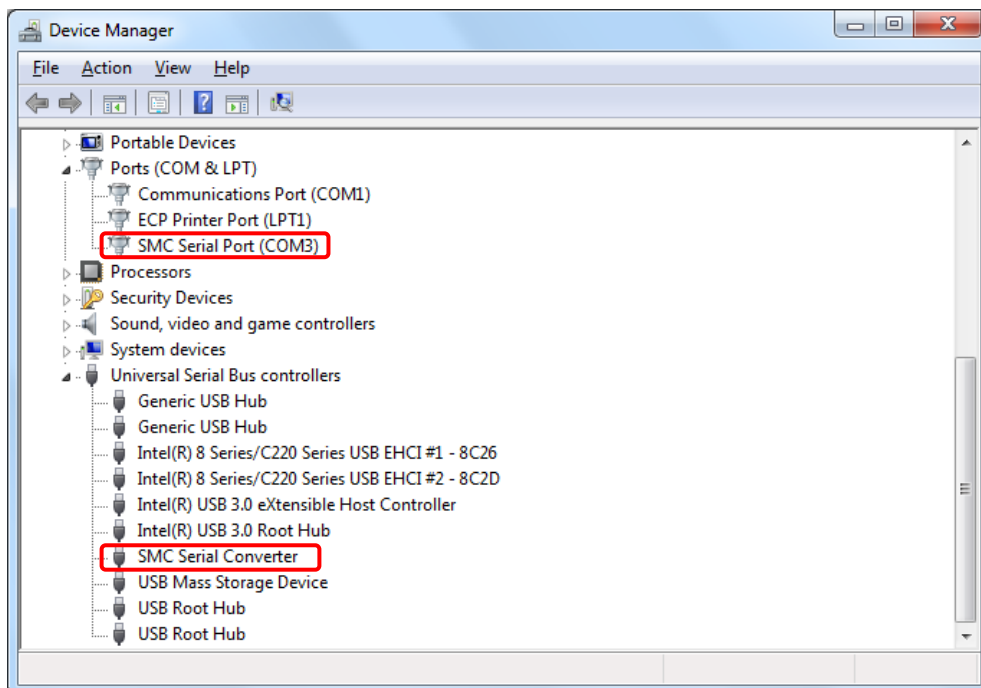 Device Manager
File Action View Help
Portable Devices
Ports (COM & LPT)
Communications Port (COM1)
ECP Printer Port (LPT1)
SMC Serial Port (COM3)
Processors
Security Devices
Sound, video and game controllers
System devices
Universal Serial Bus controllers
Generic USB Hub
Generic USB Hub
Intel(R) 8 Series/C220 Series USB EHCI #1 - 8C26
Intel(R) 8 Series/C220 Series USB EHCI #2 - 8C2D
Intel(R) USB 3.0 eXtensible Host Controller
Intel(R) USB 3.0 Root Hub
SMC Serial Converter
USB Mass Storage Device
USB Root Hub
USB Root Hub